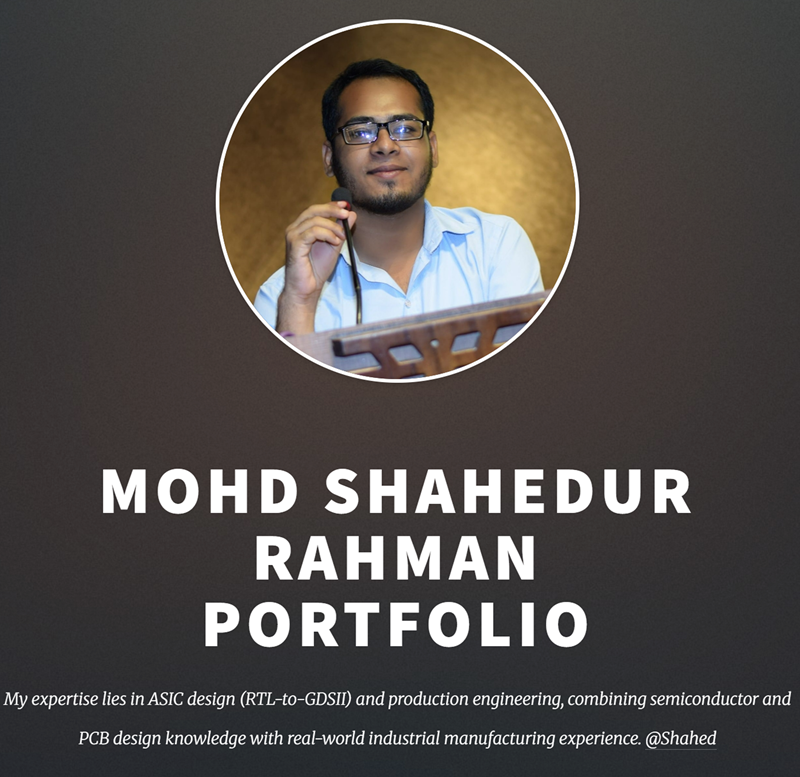 MOHD SHAHEDUR
RAHMAN
PORTFOLIO
My expertise lies in ASIC design (RTL-to-GDSII) and production engineering, combining semiconductor and
PCB design knowledge with real-world industrial manufacturing experience. @Shahed